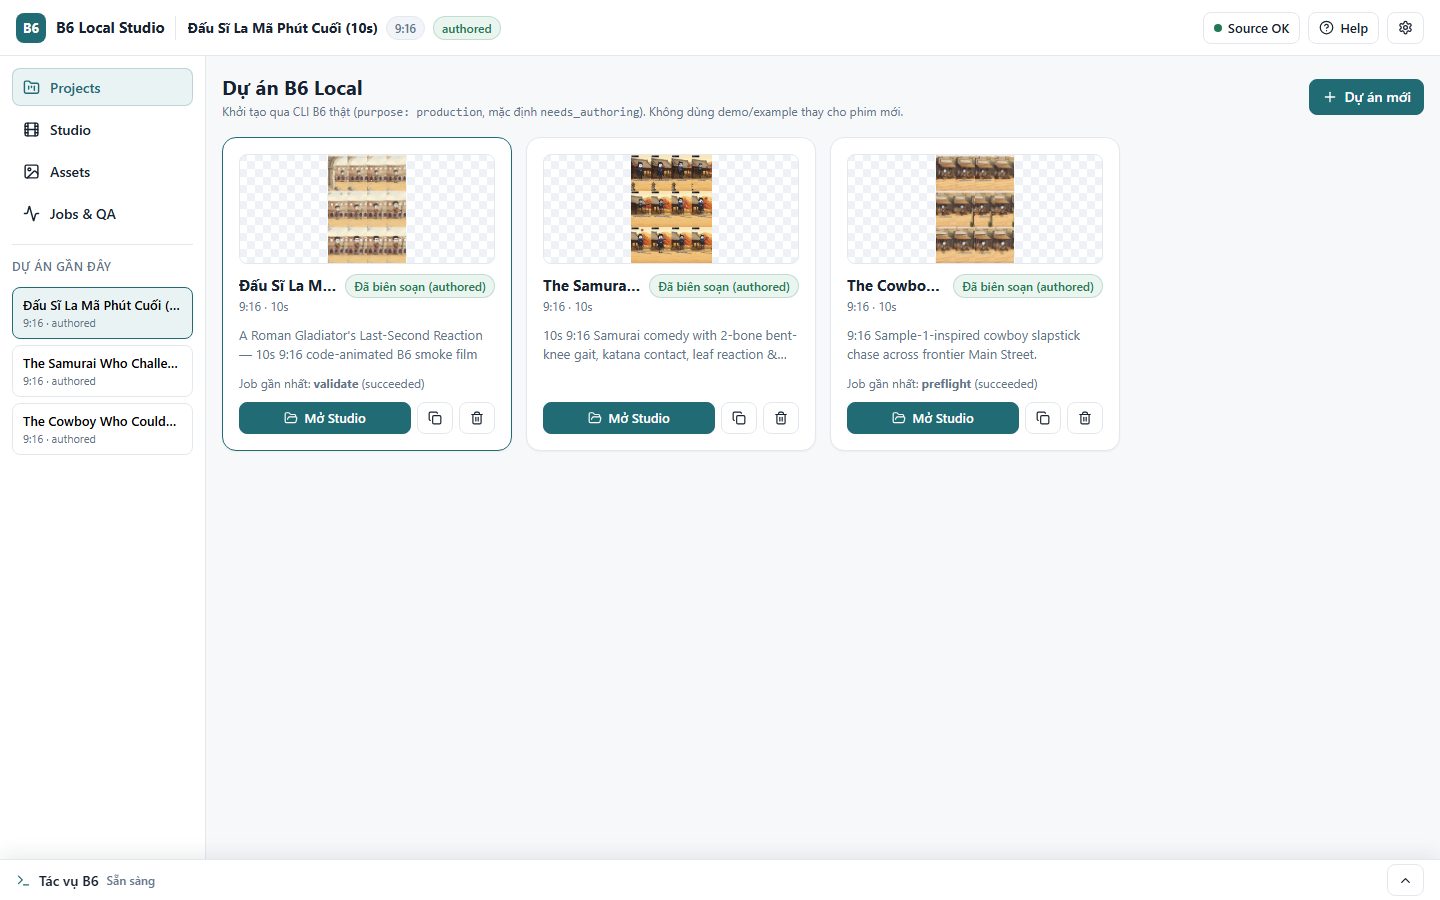 B6
B6 Local Studio
Đấu Sĩ La Mã Phút Cuối (10s)
9:16
authored
Source OK
Help
Projects
Studio
Assets
Jobs & QA
DỰ ÁN GẦN ĐÂY
Đấu Sĩ La Mã Phút Cuối (...
9:16 · authored
The Samurai Who Challe...
9:16 · authored
The Cowboy Who Could...
9:16 · authored
Dự án B6 Local
Khởi tạo qua CLI B6 thật (purpose: production, mặc định needs_authoring). Không dùng demo/example thay cho phim mới.
Dự án mới
Đấu Sĩ La M...
Đã biên soạn (authored)
9:16 · 10s
A Roman Gladiator's Last-Second Reaction
— 10s 9:16 code-animated B6 smoke film
Job gần nhất: validate (succeeded)
Mở Studio
The Samura...
Đã biên soạn (authored)
9:16 · 10s
10s 9:16 Samurai comedy with 2-bone bent-
knee gait, katana contact, leaf reaction &...
Mở Studio
The Cowbo...
Đã biên soạn (authored)
9:16 · 10s
9:16 Sample-1-inspired cowboy slapstick
chase across frontier Main Street.
Job gần nhất: preflight (succeeded)
Mở Studio
Tác vụ B6
Sẵn sàng